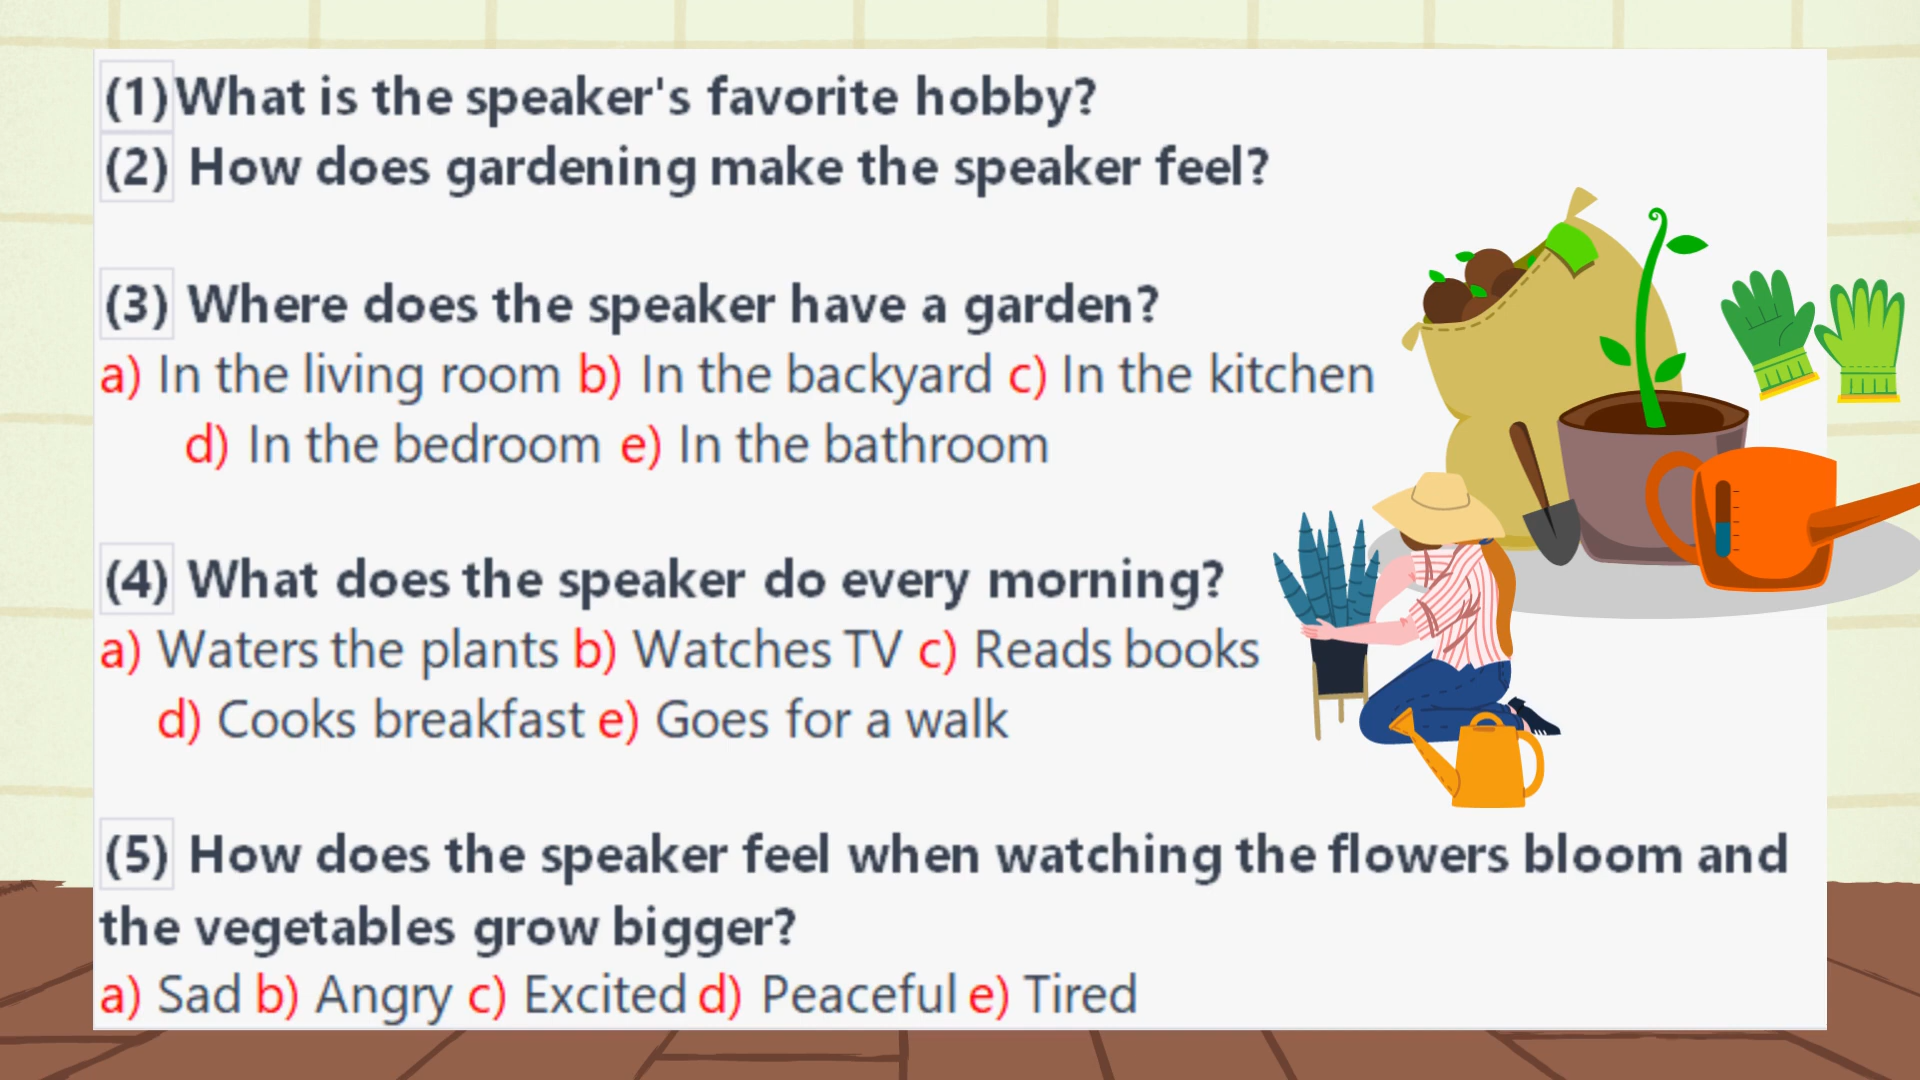 (1)What is the speaker's favorite hobby?
(2) How does gardening make the speaker feel?
(3) Where does the speaker have a garden?
a) In the living room b) In the backyard c) In the kitchen
d) In the bedroom e) In the bathroom
(4) What does the speaker do every morning?
a) Waters the plants b) Watches TV c) Reads books
d) Cooks breakfast e) Goes for a walk
(5) How does the speaker feel when watching the flowers bloom and
the vegetables grow bigger?
a) Sad b) Angry c) Excited d) Peaceful e) Tired